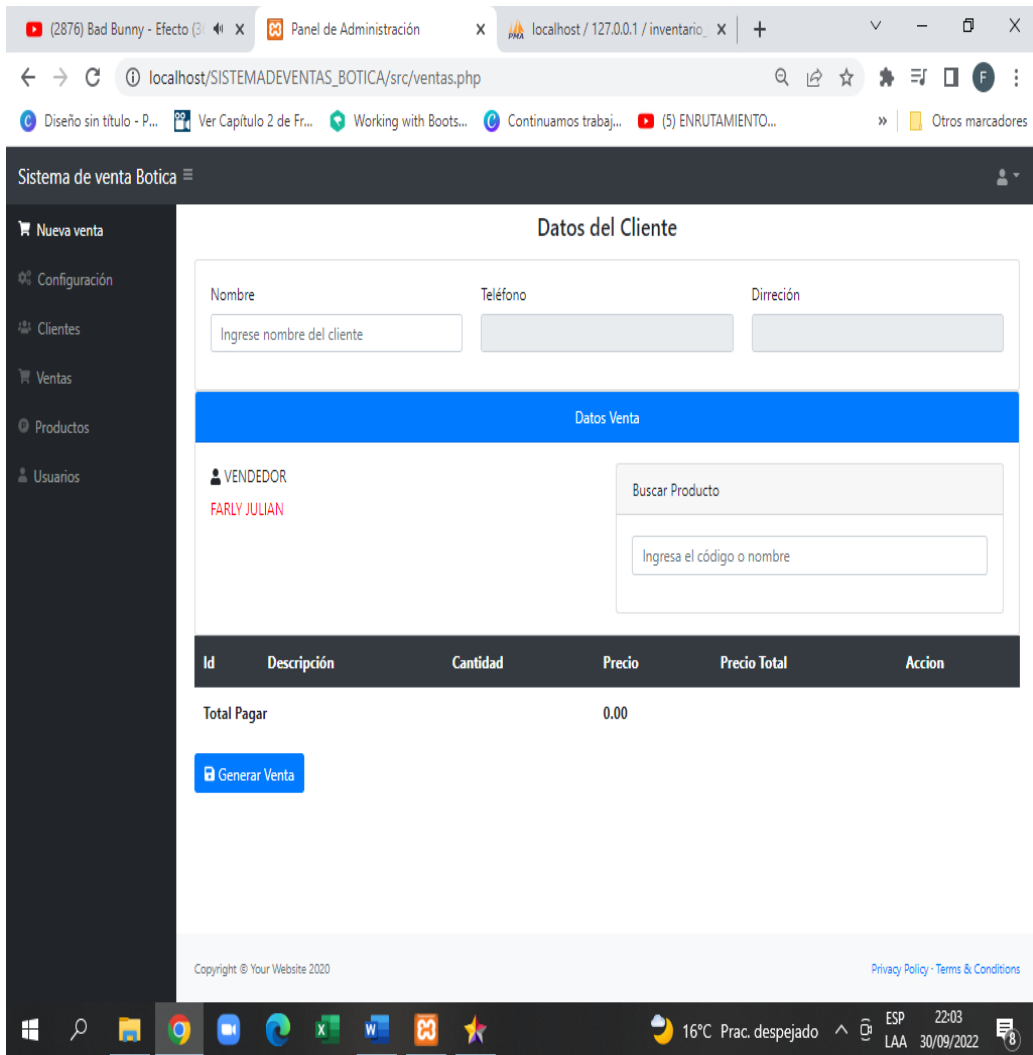 (2876) Bad Bunny - Efecto (3
Panel de Administración
localhost / 127.0.0.1 / inventario_
localhost/SISTEMADEVENTAS_BOTICA/src/ventas.php
F
Diseño sin título - P...
Ver Capítulo 2 de Fr...
Working with Boots...
Continuamos trabaj...
(5) ENRUTAMIENTO...
»
Otros marcadores
Sistema de venta Botica
Nueva venta
Configuración
Clientes
Ventas
Productos
Usuarios
Datos del Cliente
Nombre
Teléfono
Dirreción
Ingrese nombre del cliente
Datos Venta
VENDEDOR
FARLY JULIAN
Buscar Producto
Ingresa el código o nombre
Id Descripción Cantidad Precio Precio Total Accion
Total Pagar 0.00
Generar Venta
Copyright © Your Website 2020
Privacy Policy · Terms & Conditions
16°C Prac. despejado
ESP
LAA
22:03
30/09/2022
8